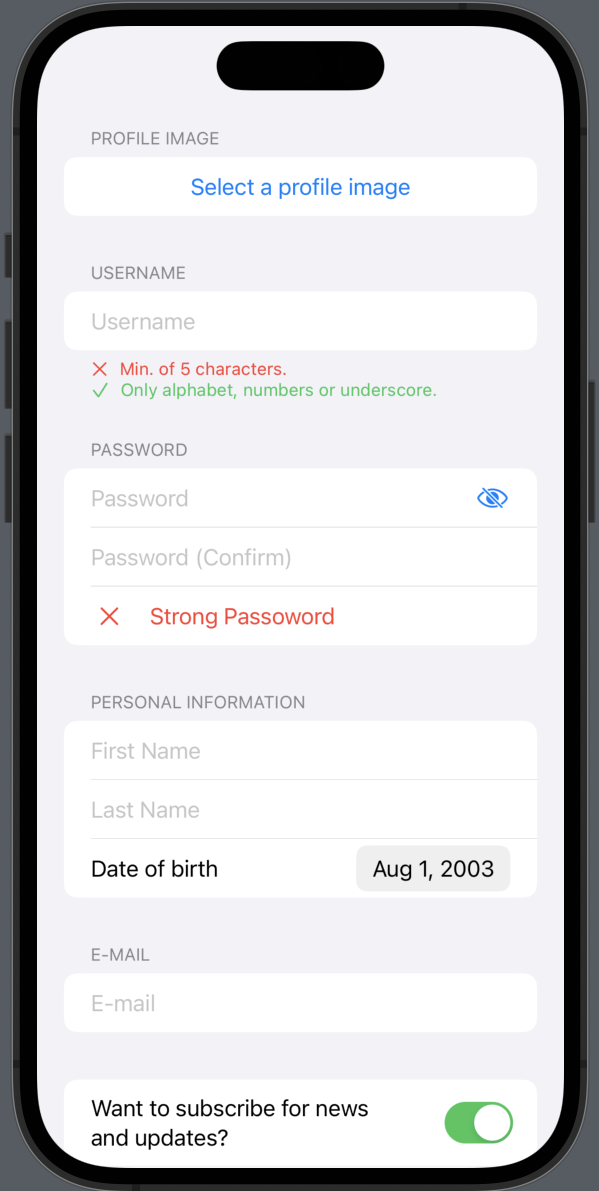 PROFILE IMAGE
Select a profile image
USERNAME
Username
Min. of 5 characters.
Only alphabet, numbers or underscore.
PASSWORD
Password
Password (Confirm)
Strong Passoword
PERSONAL INFORMATION
First Name
Last Name
Date of birth Aug 1, 2003
E-MAIL
E-mail
Want to subscribe for news
and updates?